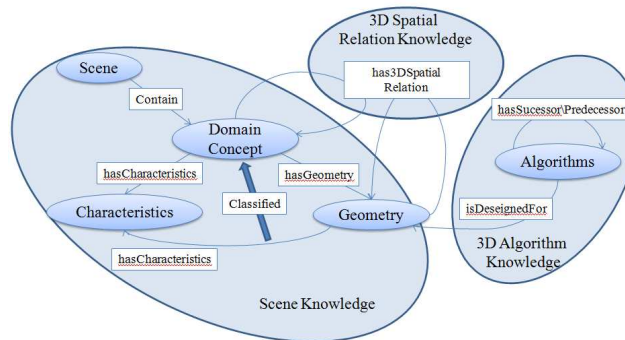 3D Spatial
Relation Knowledge
Scene
has3DSpatial
Relation
Contain
hasSucessor\Predecessor
Domain
Concept
Algorithms
hasCharacteristics
hasGeometry
Classified
Characteristics
Geometry
isDeseignedFor
3D Algorithm
Knowledge
hasCharacteristics
Scene Knowledge